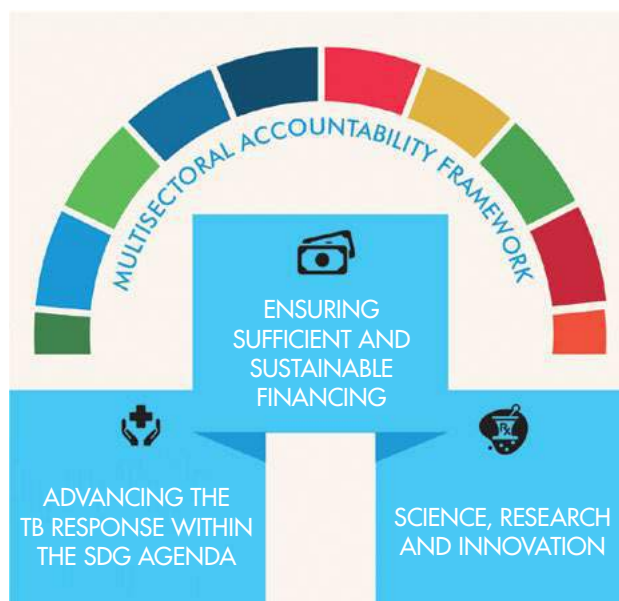 MULTISECTORAL ACCOUNTABILITY FRAMEWORK
ENSURING
SUFFICIENT AND
SUSTAINABLE
FINANCING
ADVANCING THE
TB RESPONSE WITHIN
THE SDG AGENDA
Rx
SCIENCE, RESEARCH
AND INNOVATION